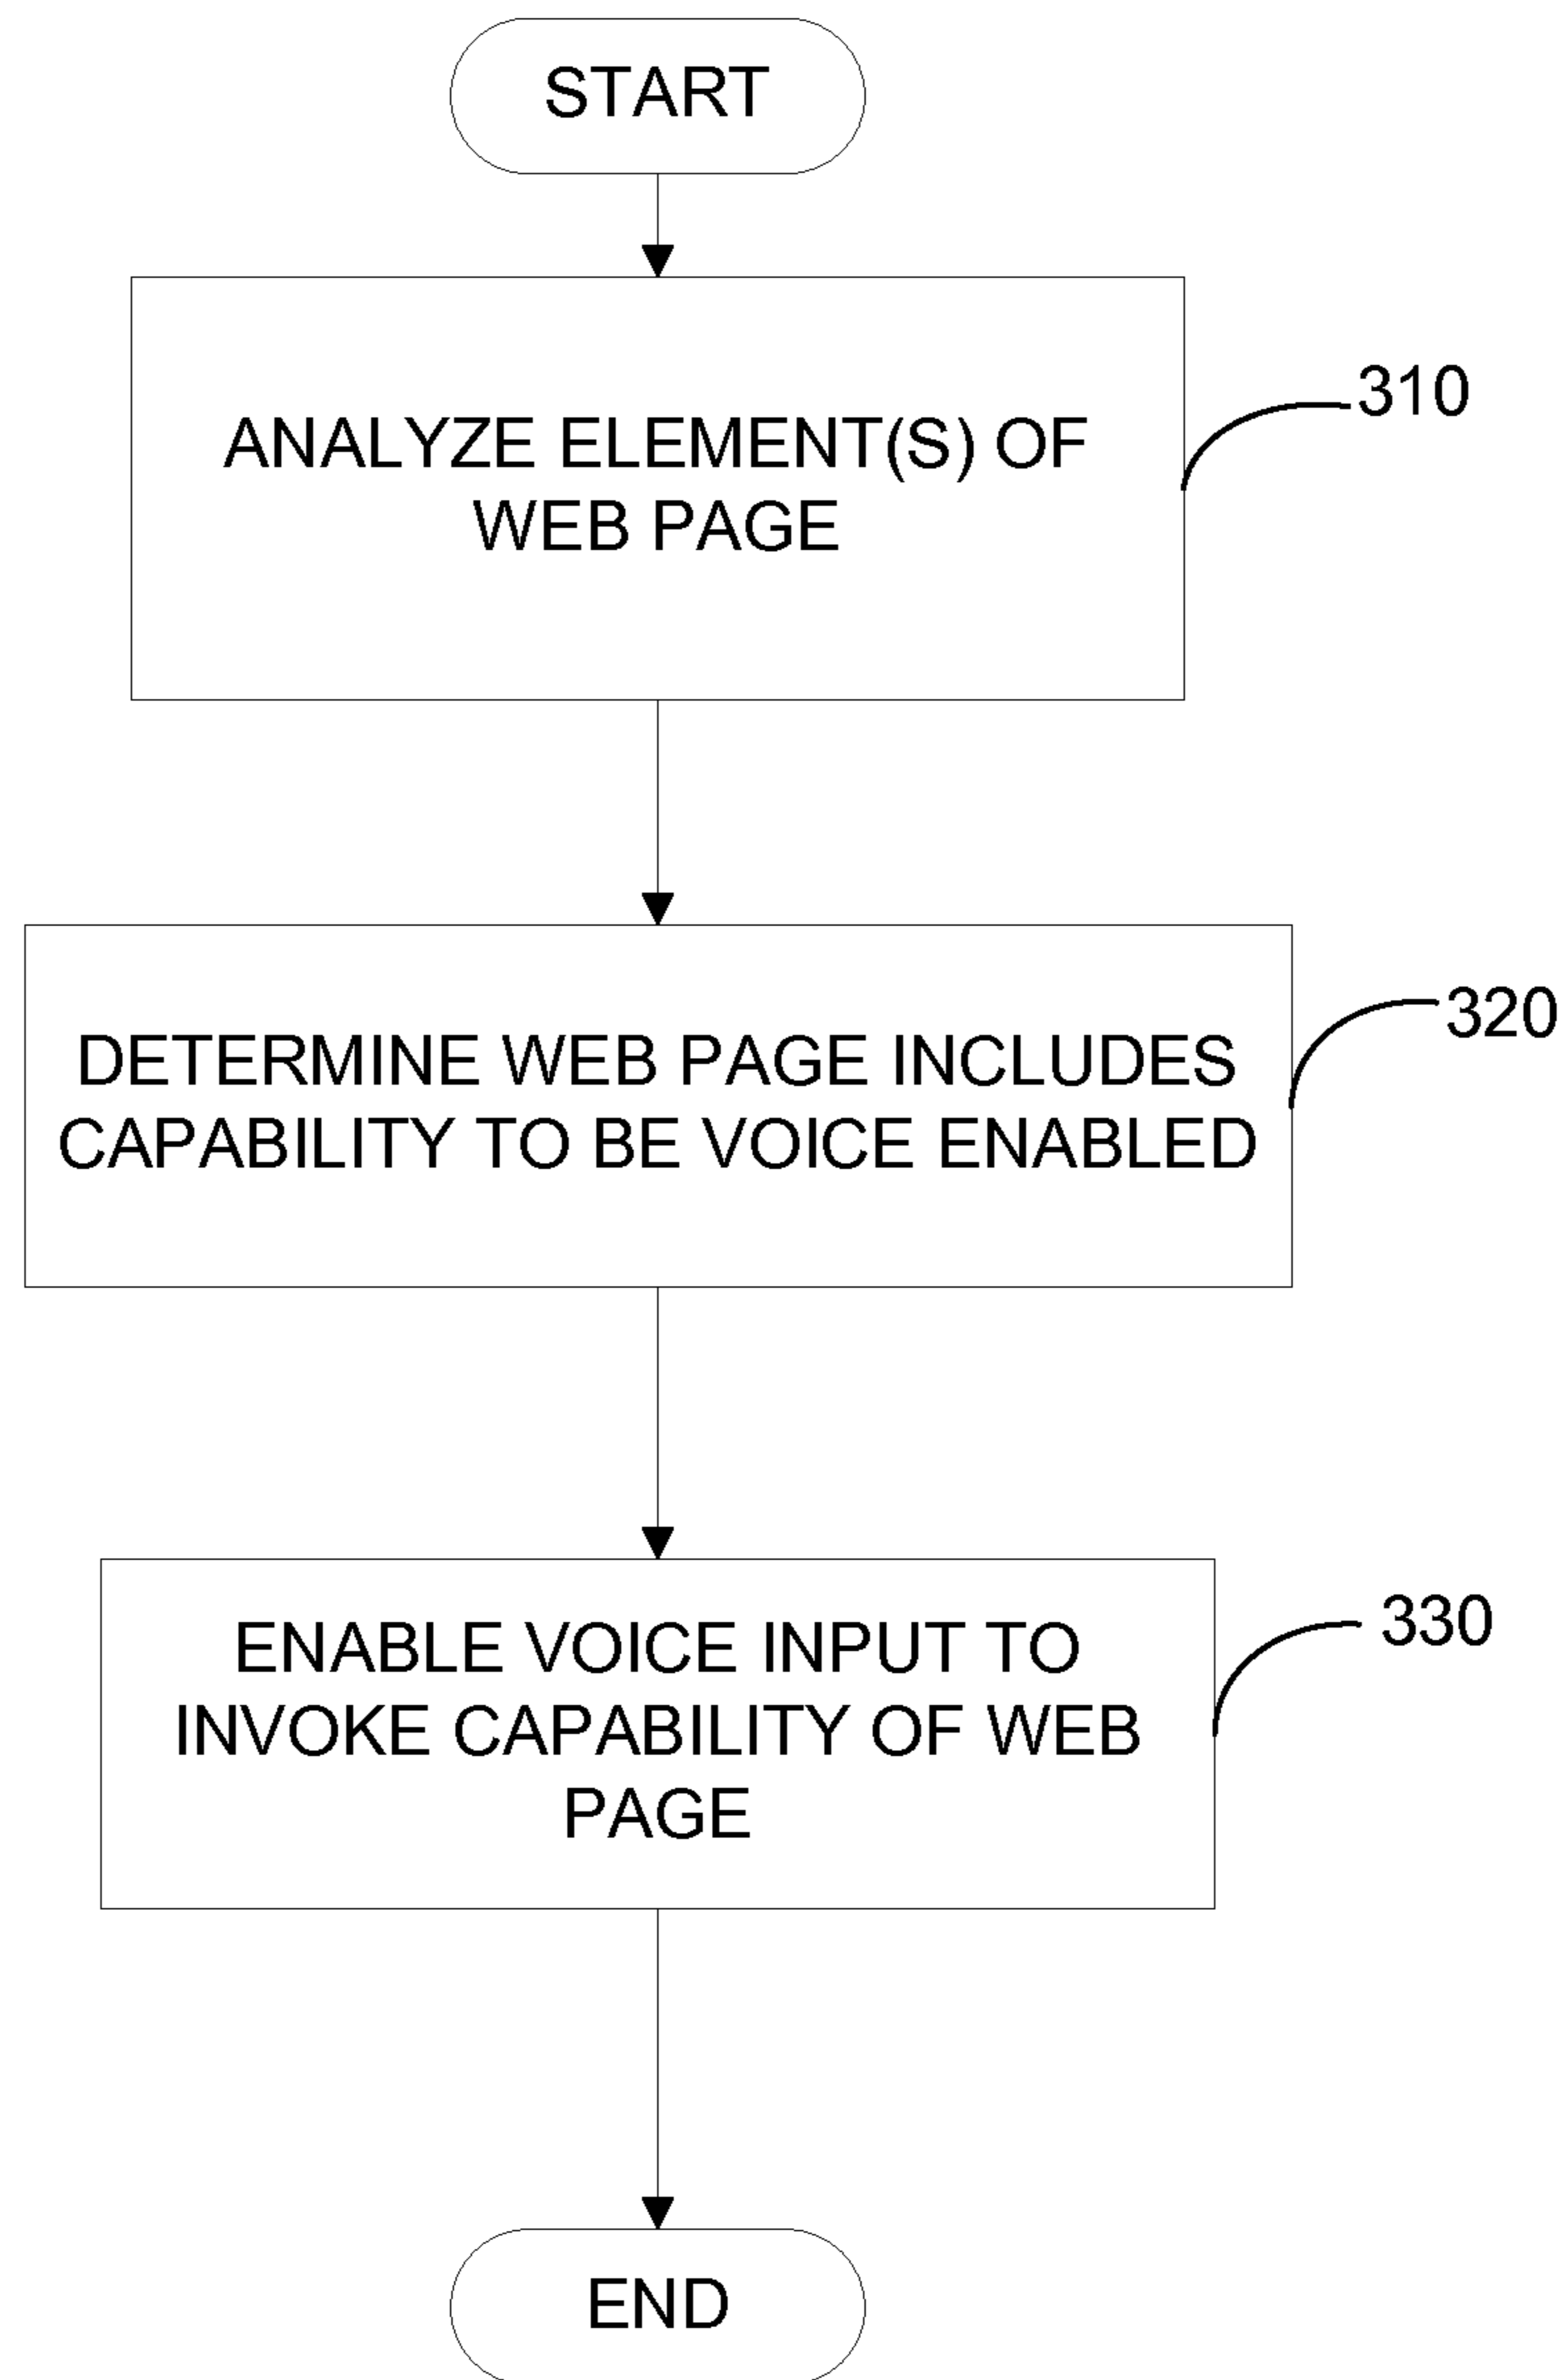 START
ANALYZE ELEMENT(S) OF
WEB PAGE
310
DETERMINE WEB PAGE INCLUDES
CAPABILITY TO BE VOICE ENABLED
320
ENABLE VOICE INPUT TO
INVOKE CAPABILITY OF WEB
PAGE
330
END